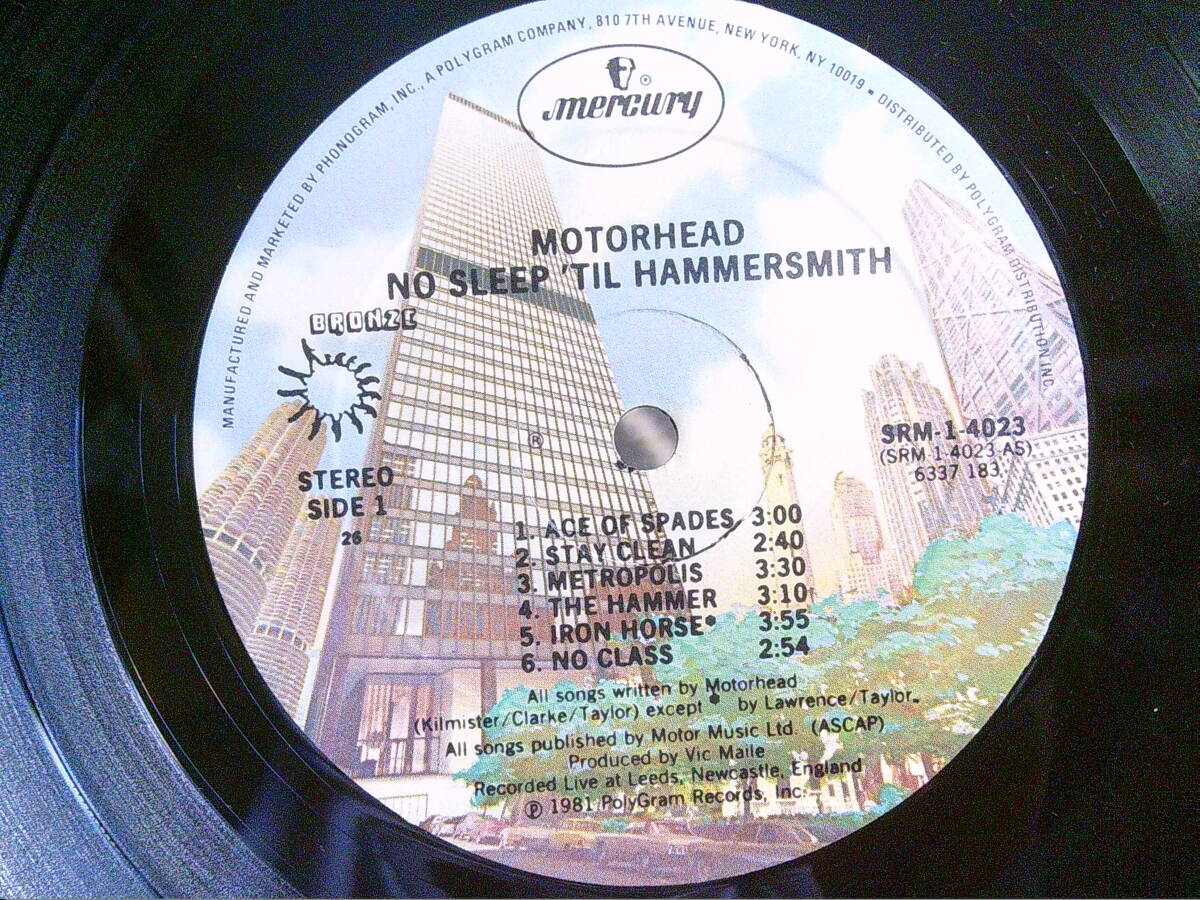 MANUFACTURED AND MARKETED BY PHONOGRAM, INC., A POLYGRAM COMPANY, 810 7TH AVENUE, NEW YORK, NY 10019 ▪ DISTRIBUTED BY POLYGRAM DISTRIBUTION, INC.
mercury ®
MOTORHEAD
NO SLEEP 'TIL HAMMERSMITH
BRONZE
®
STEREO
SIDE 1
26
SRM-1-4023
(SRM 1 4023 AS)
6337 183
1. ACE OF SPADES 3:00
2. STAY CLEAN 2:40
3. METROPOLIS 3:30
4. THE HAMMER 3:10
5. IRON HORSE* 3:55
6. NO CLASS 2:54
All songs written by Motorhead
(Kilmister/Clarke/Taylor) except * by Lawrence/Taylor.
All songs published by Motor Music Ltd. (ASCAP)
Produced by Vic Maile
Recorded Live at Leeds, Newcastle, England
℗ 1981 PolyGram Records, Inc.